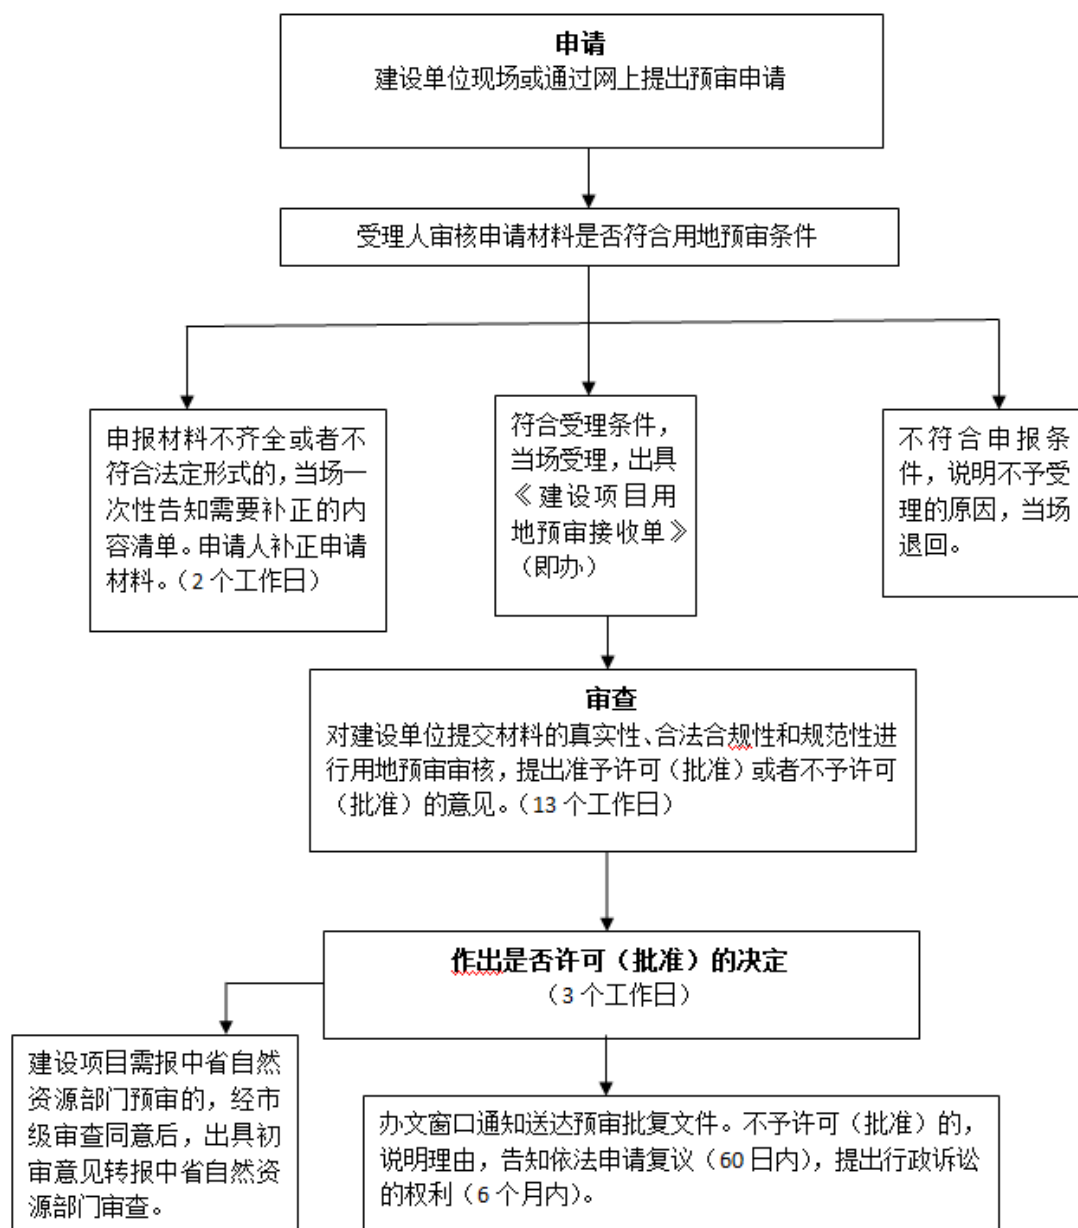 申请
建设单位现场或通过网上提出预审申请
受理人审核申请材料是否符合用地预审条件
申报材料不齐全或者不
符合法定形式的，当场一
次性告知需要补正的内
容清单。申请人补正申请
材料。（2个工作日）
符合受理条件，
当场受理，出具
《建设项目用
地预审接收单》
（即办）
不符合申报条
件，说明不予受
理的原因，当场
退回。
审查
对建设单位提交材料的真实性、合法合规性和规范性进
行用地预审审核，提出准予许可（批准）或者不予许可
（批准）的意见。（13个工作日）
作出是否许可（批准）的决定
（3个工作日）
建设项目需报中省自然
资源部门预审的，经市
级审查同意后，出具初
审意见转报中省自然资
源部门审查。
办文窗口通知送达预审批复文件。不予许可（批准）的，
说明理由，告知依法申请复议（60日内），提出行政诉讼
的权利（6个月内）。